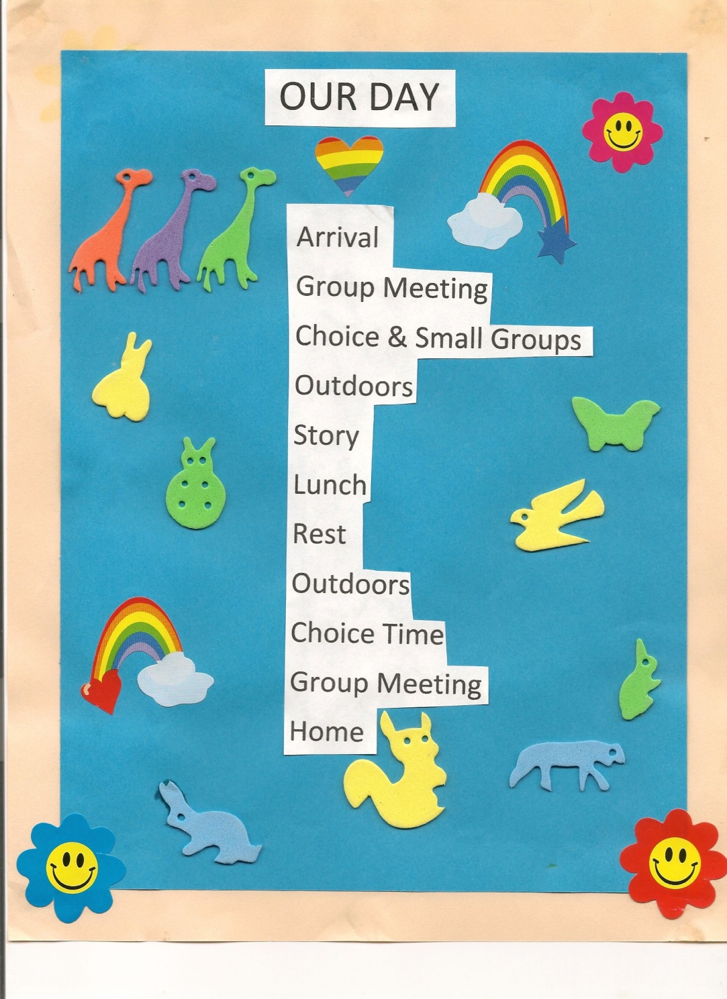 OUR DAY
Arrival
Group Meeting
Choice & Small Groups
Outdoors
Story
Lunch
Rest
Outdoors
Choice Time
Group Meeting
Home